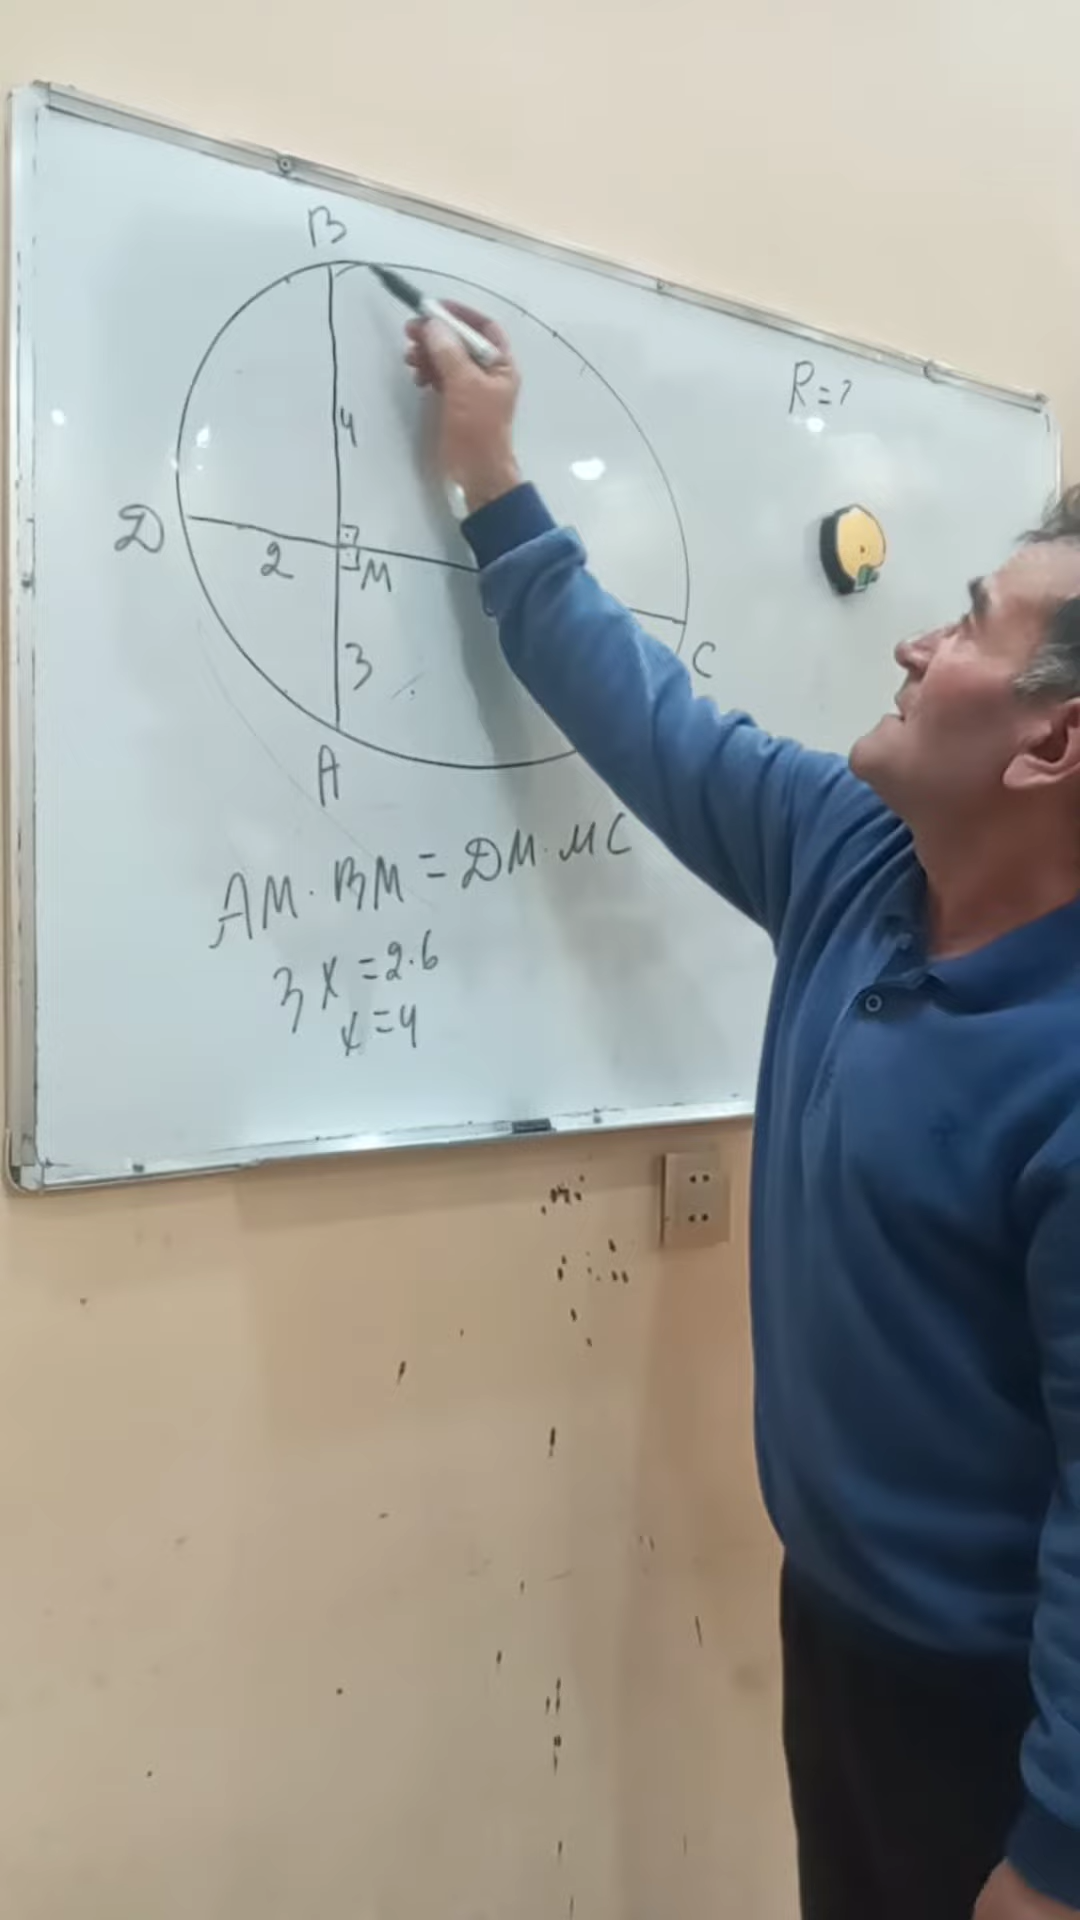 B
R=?
4
D
2
M
3
C
A
AM · BM = DM · MC
3x = 2 · 6
x = 4